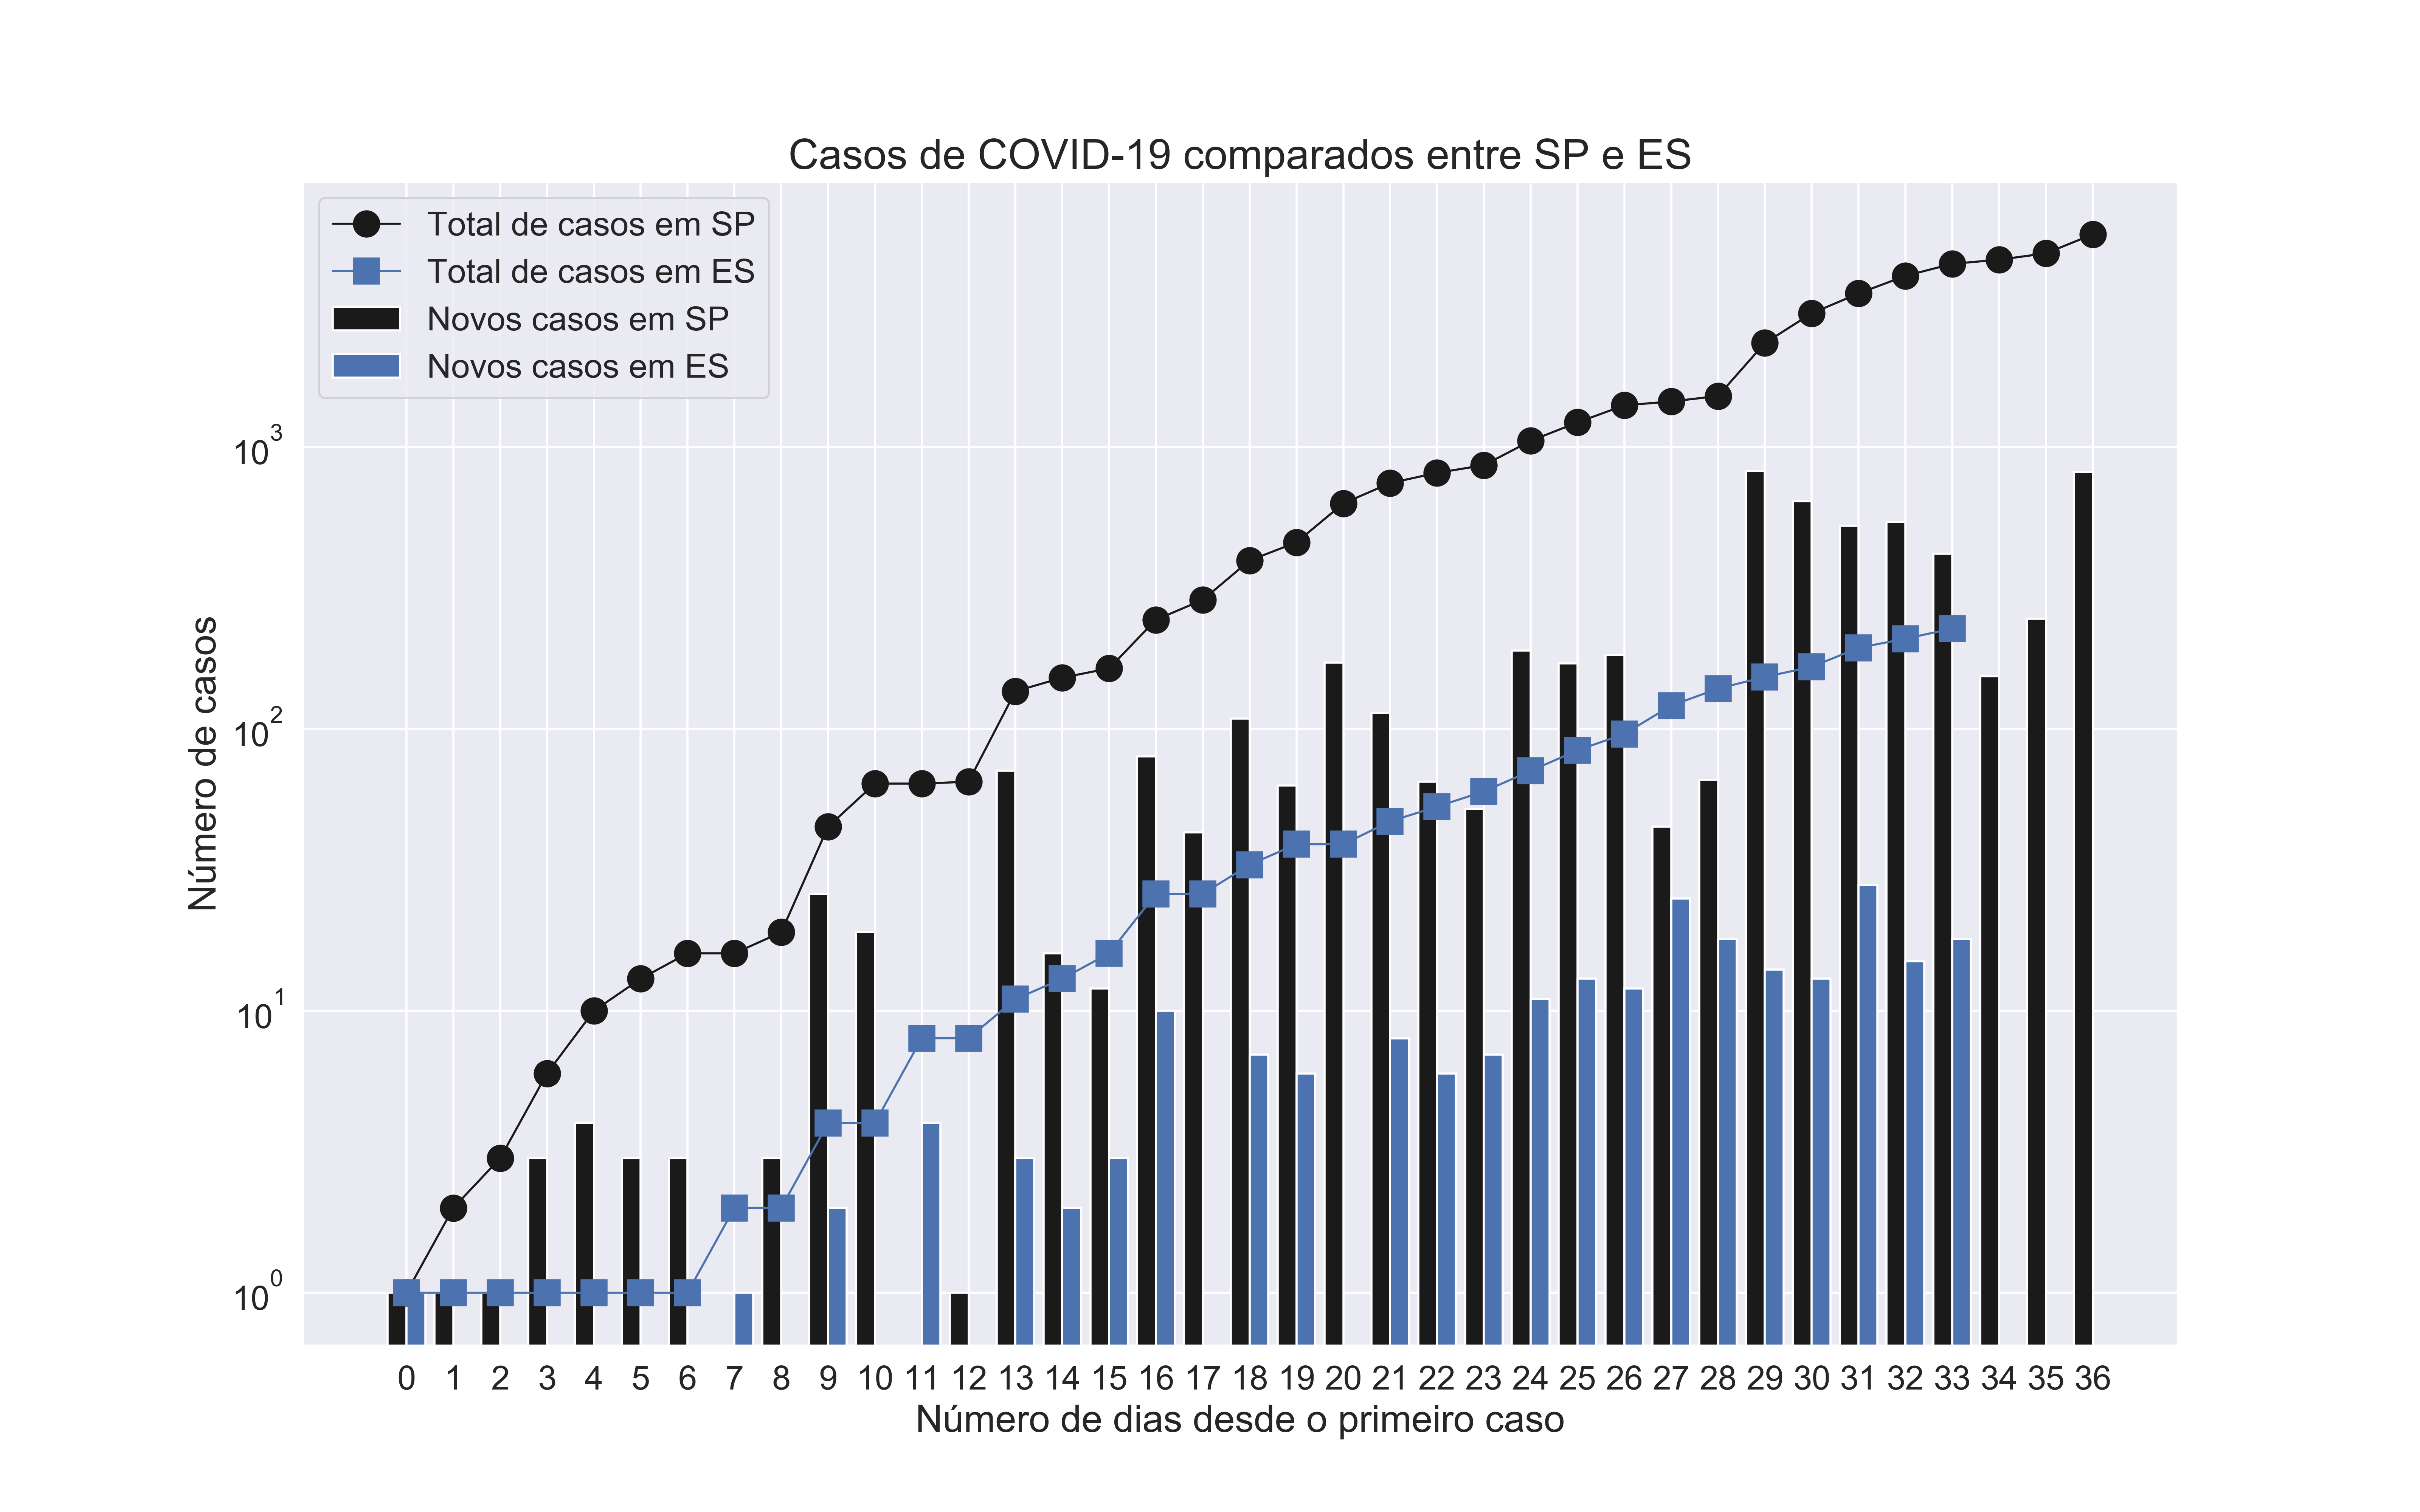 Casos de COVID-19 comparados entre SP e ES
Total de casos em SP
Total de casos em ES
Novos casos em SP
Novos casos em ES
Número de casos
10³
10²
10¹
10⁰
0 1 2 3 4 5 6 7 8 9 10 11 12 13 14 15 16 17 18 19 20 21 22 23 24 25 26 27 28 29 30 31 32 33 34 35 36
Número de dias desde o primeiro caso